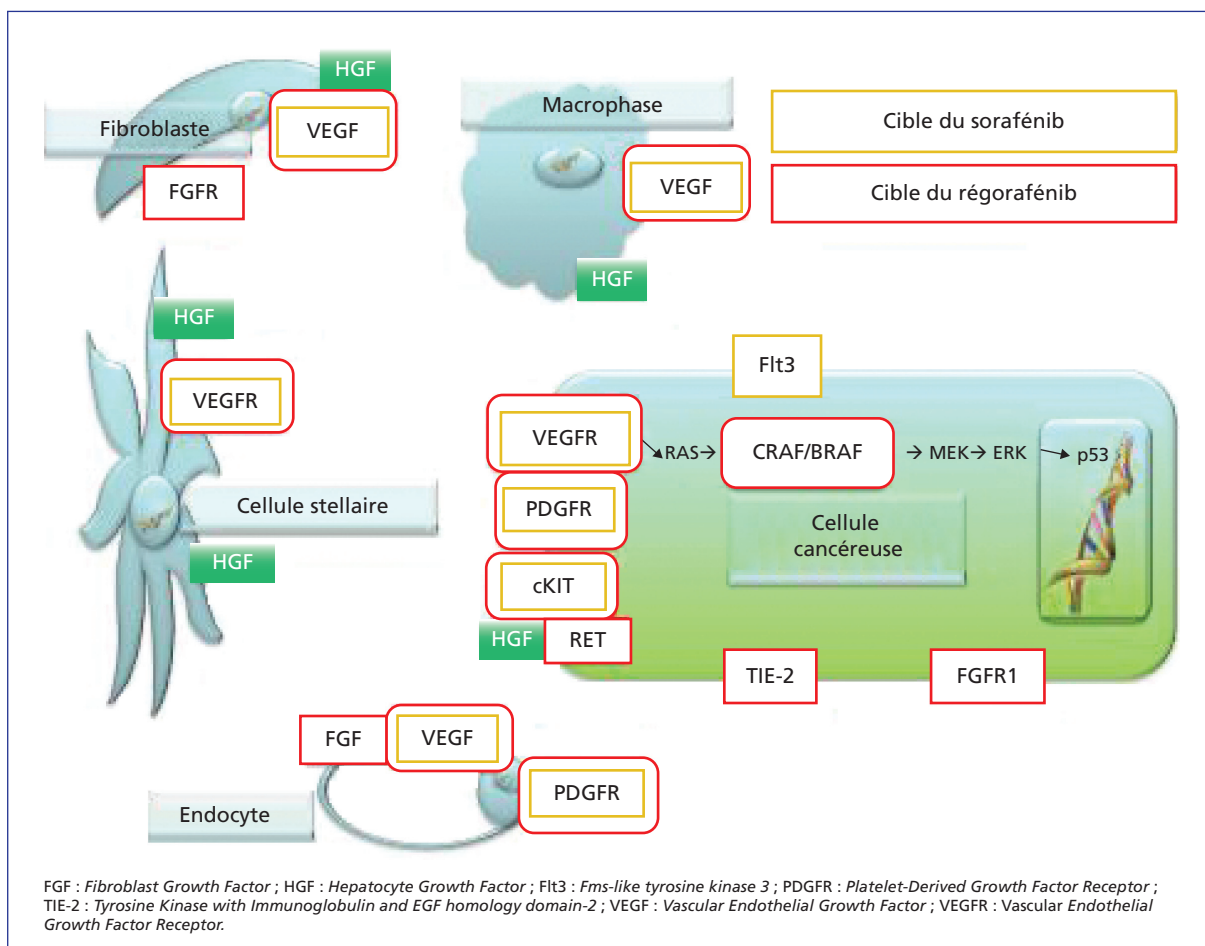 HGF
Fibroblaste
VEGF
FGFR
Macrophase
VEGF
HGF
Cible du sorafénib
Cible du régorafénib
HGF
VEGFR
Cellule stellaire
HGF
Flt3
VEGFR
RAS→
CRAF/BRAF
→ MEK→ ERK
p53
PDGFR
Cellule
cancéreuse
cKIT
HGF
RET
TIE-2
FGFR1
FGF
VEGF
PDGFR
Endocyte
FGF : Fibroblast Growth Factor ; HGF : Hepatocyte Growth Factor ; Flt3 : Fms-like tyrosine kinase 3 ; PDGFR : Platelet-Derived Growth Factor Receptor ;
TIE-2 : Tyrosine Kinase with Immunoglobulin and EGF homology domain-2 ; VEGF : Vascular Endothelial Growth Factor ; VEGFR : Vascular Endothelial
Growth Factor Receptor.